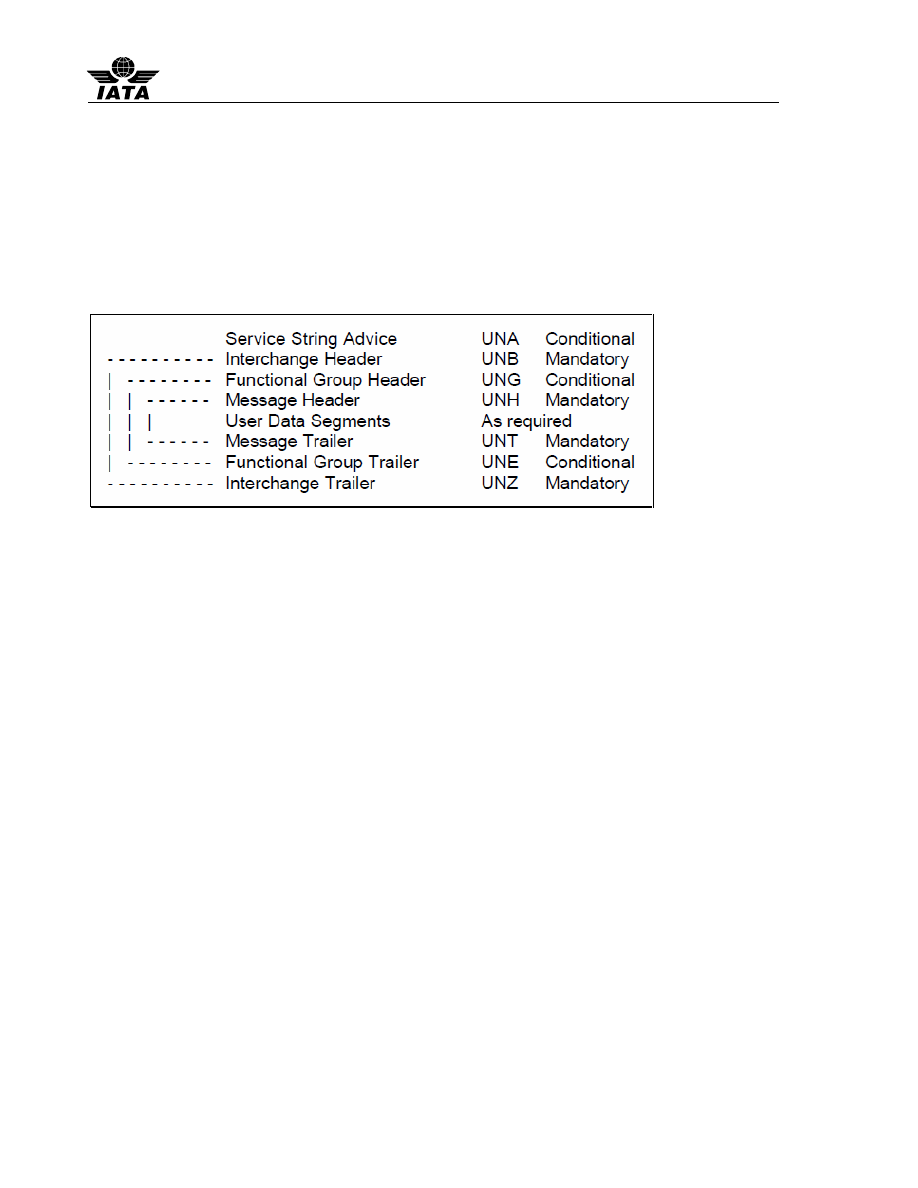 IATA
Service String Advice UNA Conditional
- - - - - - - - - - Interchange Header UNB Mandatory
| - - - - - - - - Functional Group Header UNG Conditional
| | - - - - - - Message Header UNH Mandatory
| | | User Data Segments As required
| | - - - - - - Message Trailer UNT Mandatory
| - - - - - - - - Functional Group Trailer UNE Conditional
- - - - - - - - - - Interchange Trailer UNZ Mandatory